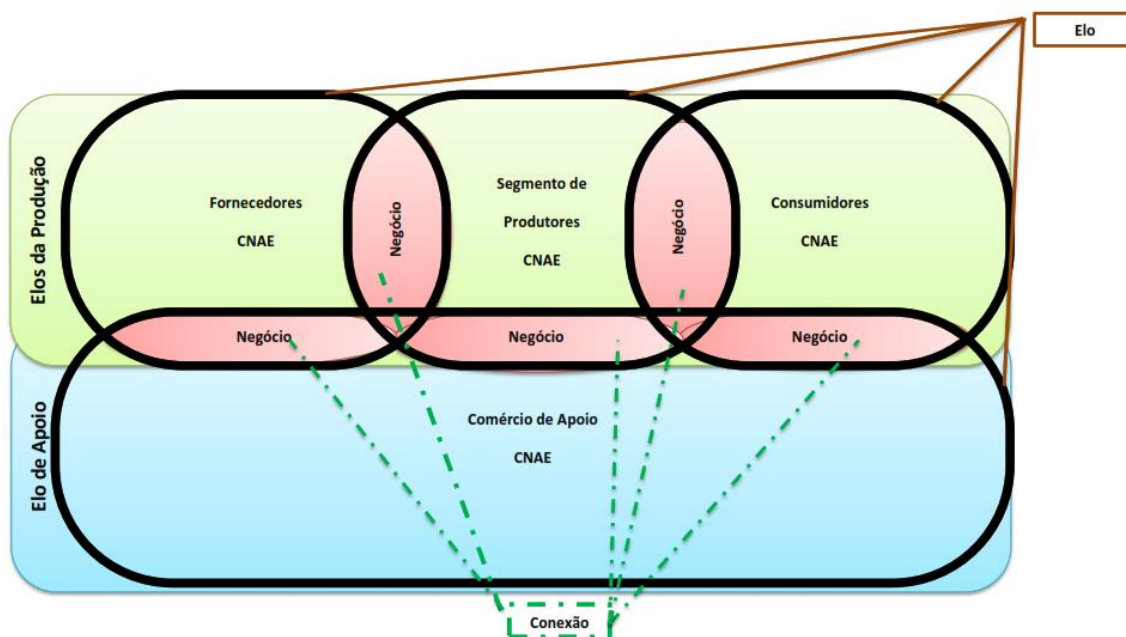 Elo
Elos da Produção
Fornecedores
CNAE
Negócio
Segmento de
Produtores
CNAE
Negócio
Consumidores
CNAE
Negócio
Negócio
Negócio
Elo de Apoio
Comércio de Apoio
CNAE
Conexão